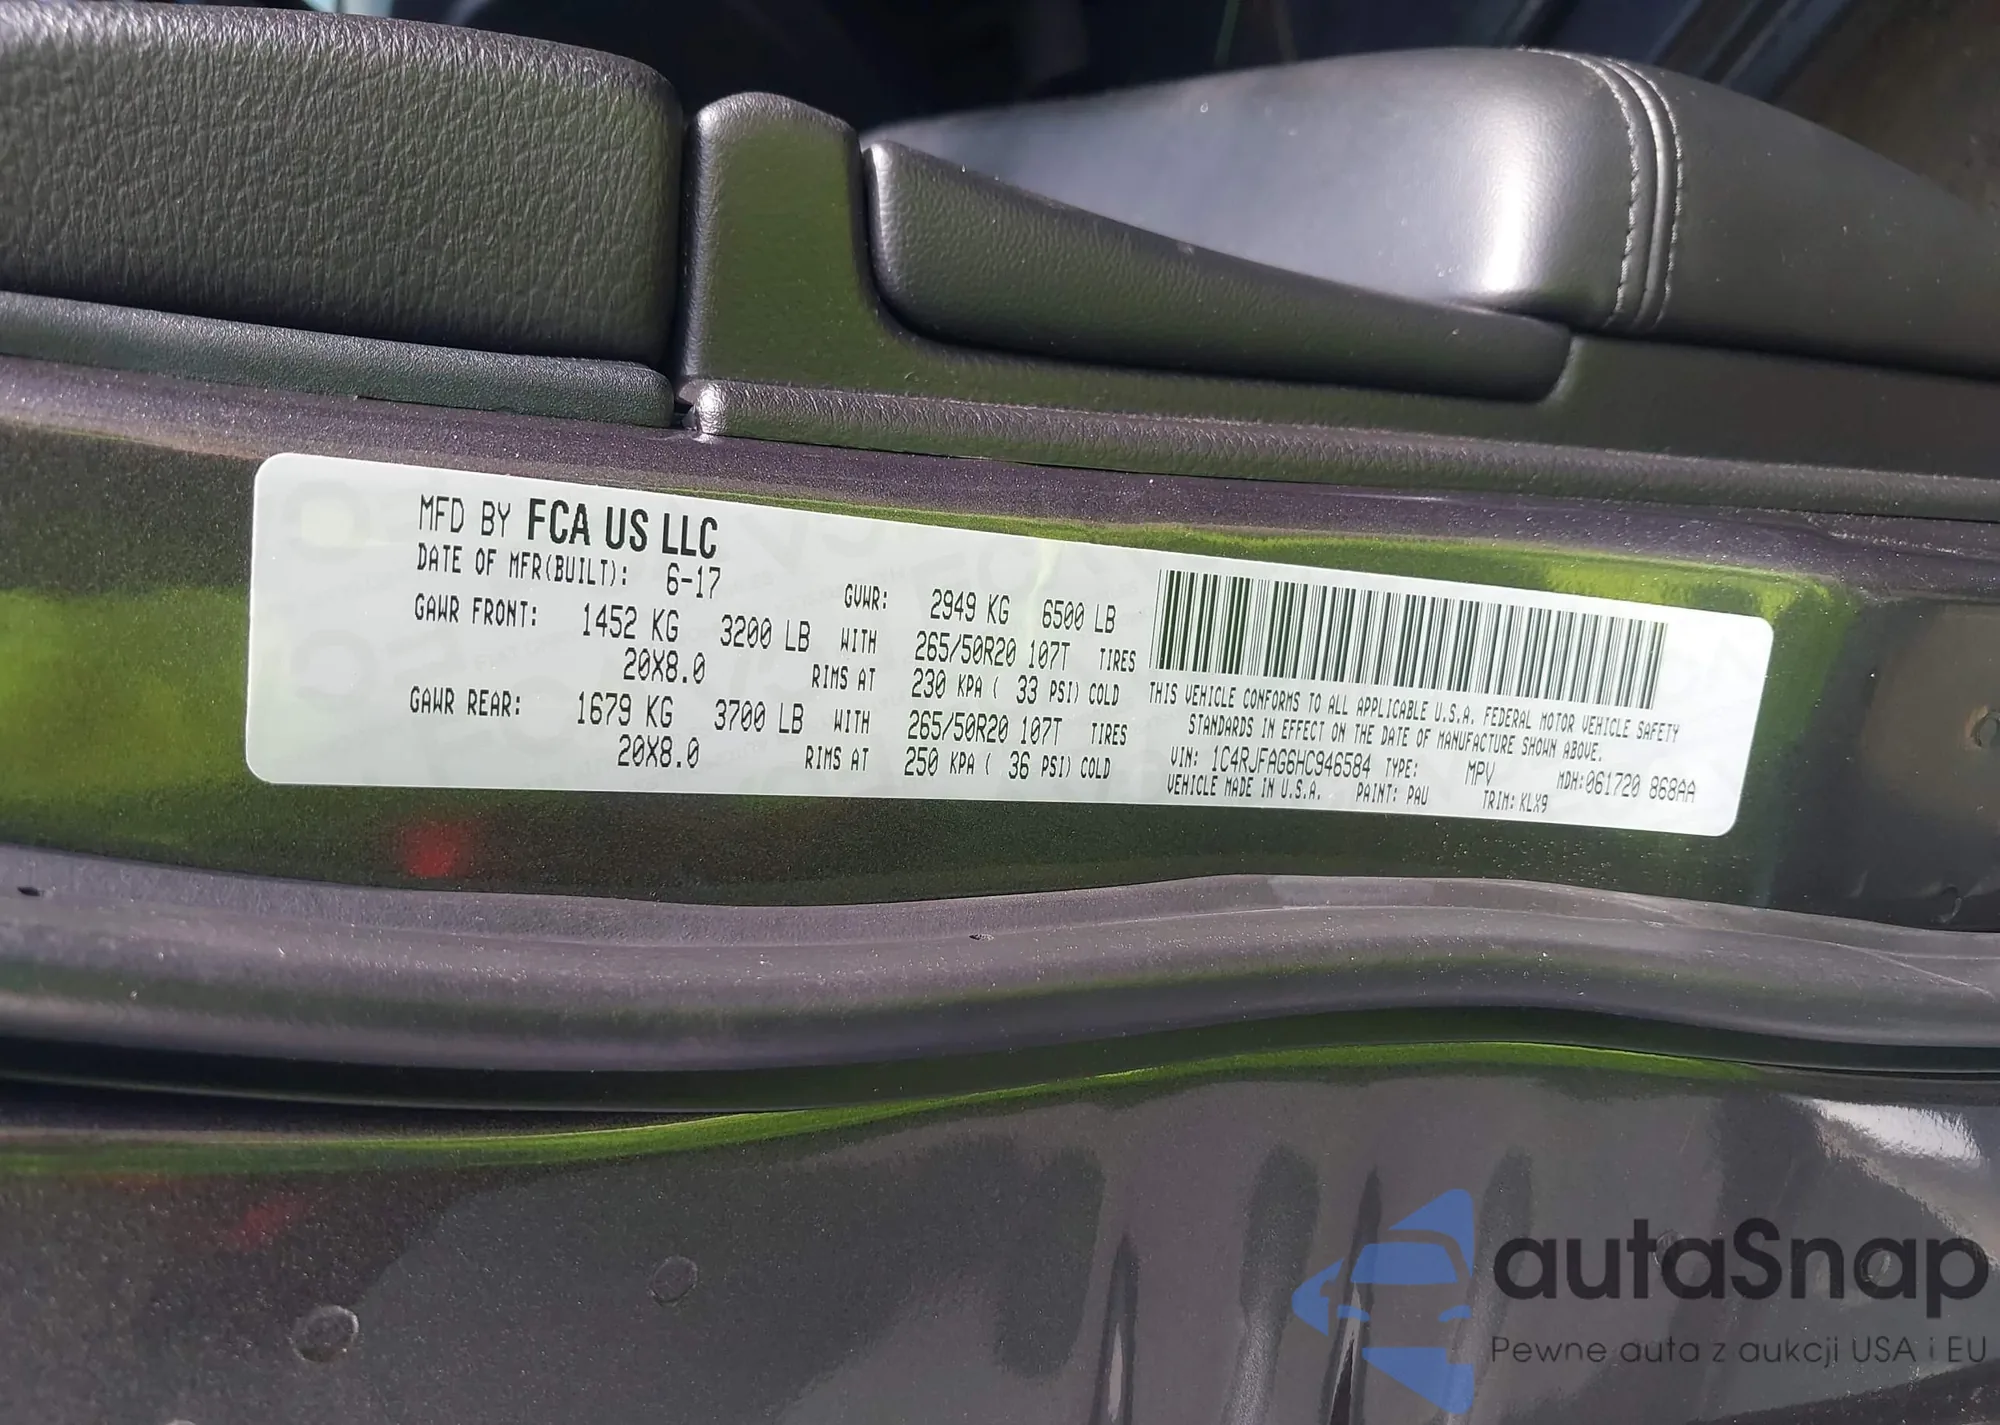 MFD BY FCA US LLC
DATE OF MFR(BUILT): 6-17 GVWR: 2949 KG 6500 LB
GAWR FRONT: 1452 KG 3200 LB WITH 265/50R20 107T TIRES
20X8.0 RIMS AT 230 KPA ( 33 PSI) COLD
GAWR REAR: 1679 KG 3700 LB WITH 265/50R20 107T TIRES
20X8.0 RIMS AT 250 KPA ( 36 PSI) COLD
THIS VEHICLE CONFORMS TO ALL APPLICABLE U.S.A. FEDERAL MOTOR VEHICLE SAFETY
STANDARDS IN EFFECT ON THE DATE OF MANUFACTURE SHOWN ABOVE.
VIN: 1C4RJFAG6HC946584 TYPE: MPV MDH:061720 868AA
VEHICLE MADE IN U.S.A. PAINT: PAU TRIM: KLX9
autaSnap
Pewne auta z aukcji USA i EU